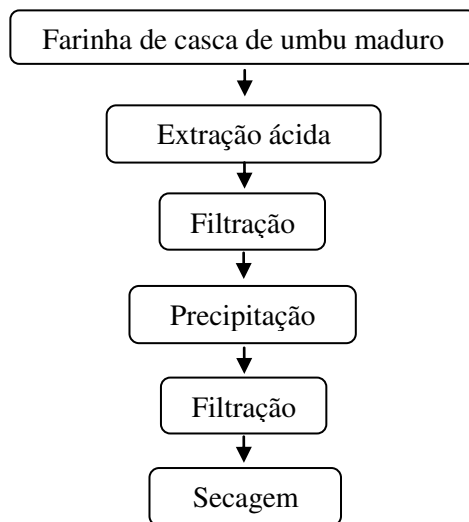 Farinha de casca de umbu maduro
Extração ácida
Filtração
Precipitação
Filtração
Secagem